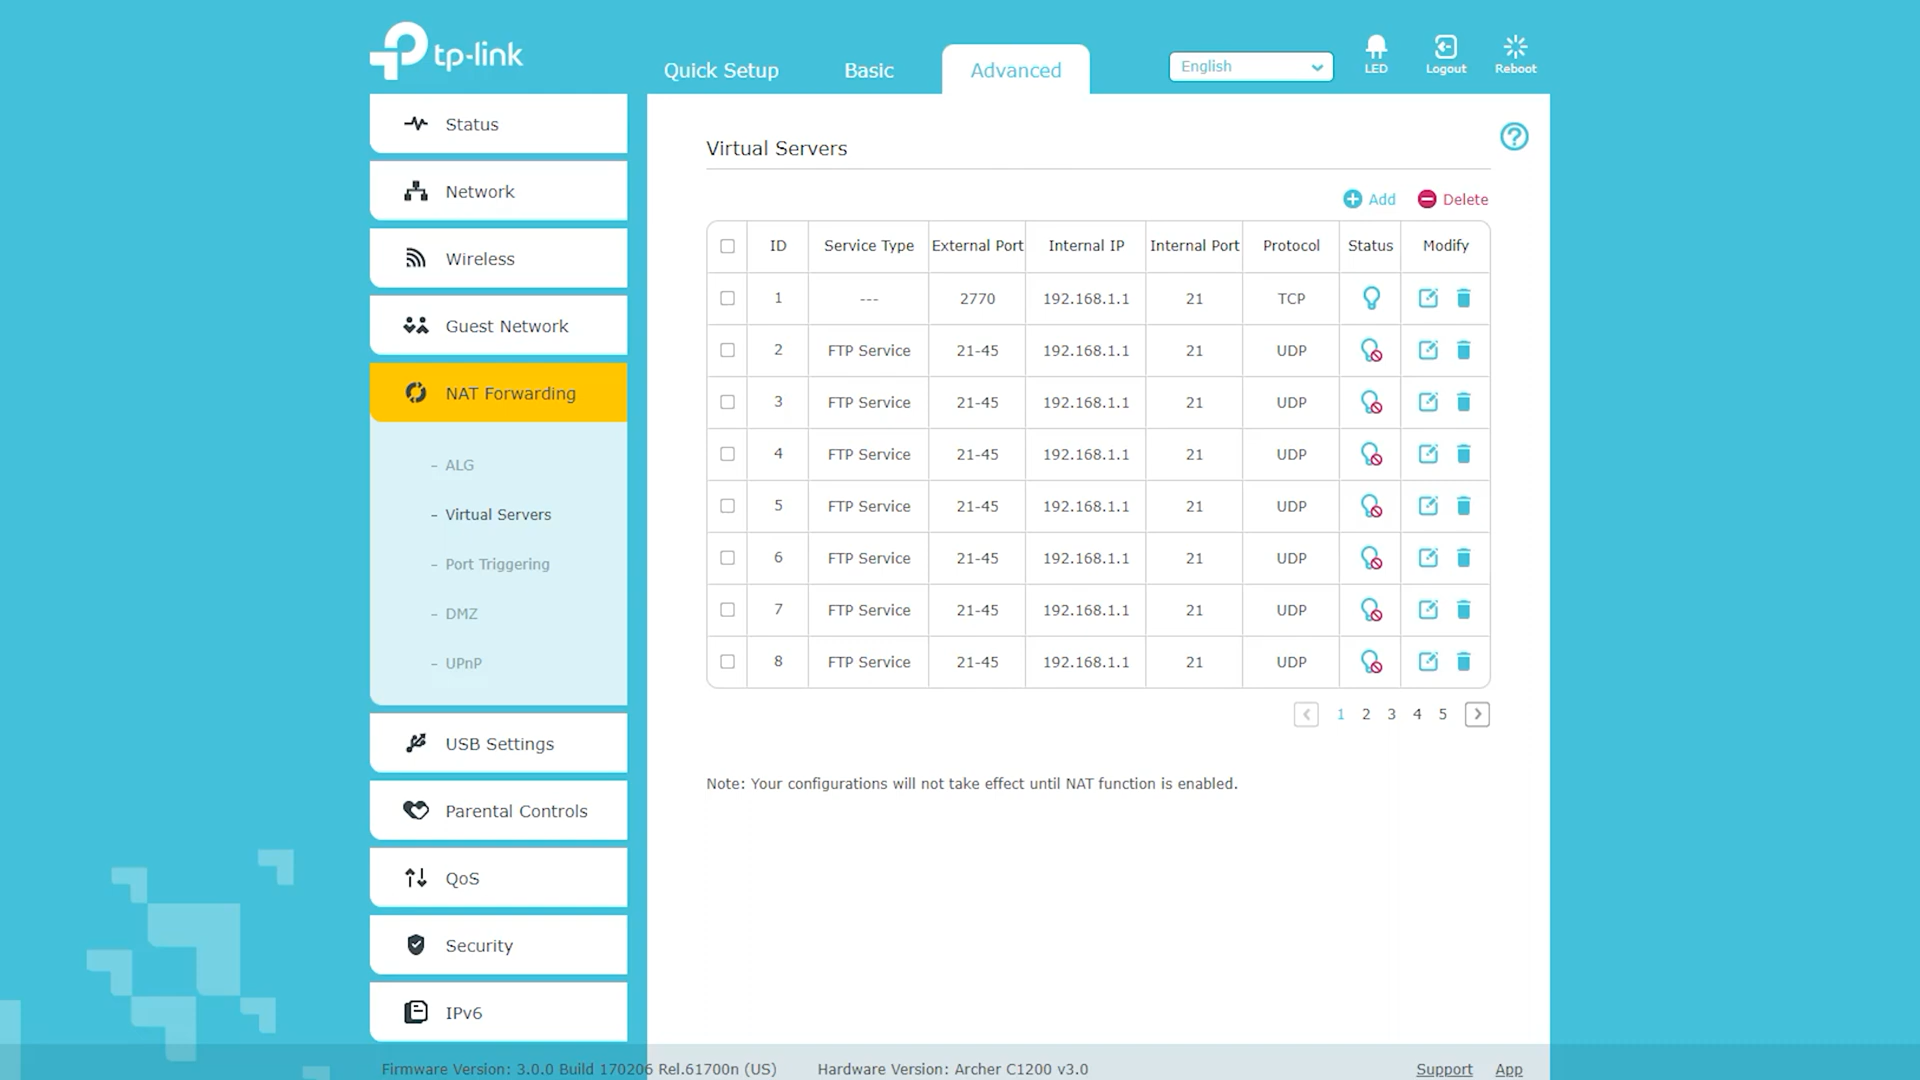 tp-link
Quick Setup
Basic
Advanced
English
LED
Logout
Reboot
Status
Network
Wireless
Guest Network
NAT Forwarding
- ALG
- Virtual Servers
- Port Triggering
- DMZ
- UPnP
USB Settings
Parental Controls
QoS
Security
IPv6
Virtual Servers
Add Delete
ID Service Type External Port Internal IP Internal Port Protocol Status Modify
1 --- 2770 192.168.1.1 21 TCP
2 FTP Service 21-45 192.168.1.1 21 UDP
3 FTP Service 21-45 192.168.1.1 21 UDP
4 FTP Service 21-45 192.168.1.1 21 UDP
5 FTP Service 21-45 192.168.1.1 21 UDP
6 FTP Service 21-45 192.168.1.1 21 UDP
7 FTP Service 21-45 192.168.1.1 21 UDP
8 FTP Service 21-45 192.168.1.1 21 UDP
1 2 3 4 5
Note: Your configurations will not take effect until NAT function is enabled.
Firmware Version: 3.0.0 Build 170206 Rel.61700n (US) Hardware Version: Archer C1200 v3.0 Support App